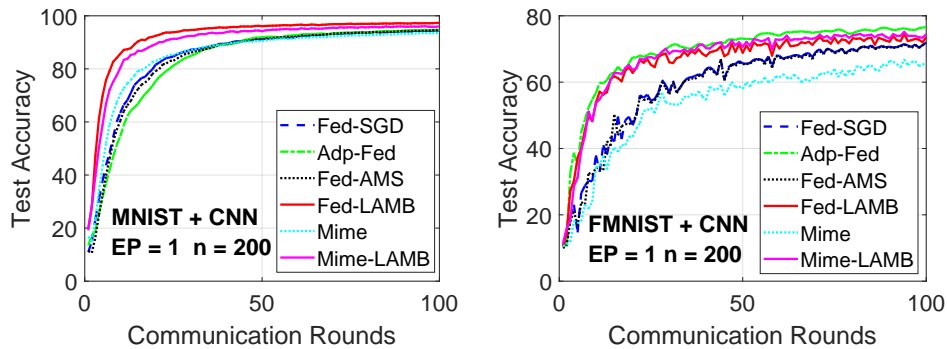 100
80
60
40
20
0
0
50
100
Test Accuracy
Communication Rounds
MNIST + CNN
EP = 1 n = 200
Fed-SGD
Adp-Fed
Fed-AMS
Fed-LAMB
Mime
Mime-LAMB
80
60
40
20
0
0
50
100
Test Accuracy
Communication Rounds
FMNIST + CNN
EP = 1 n = 200
Fed-SGD
Adp-Fed
Fed-AMS
Fed-LAMB
Mime
Mime-LAMB